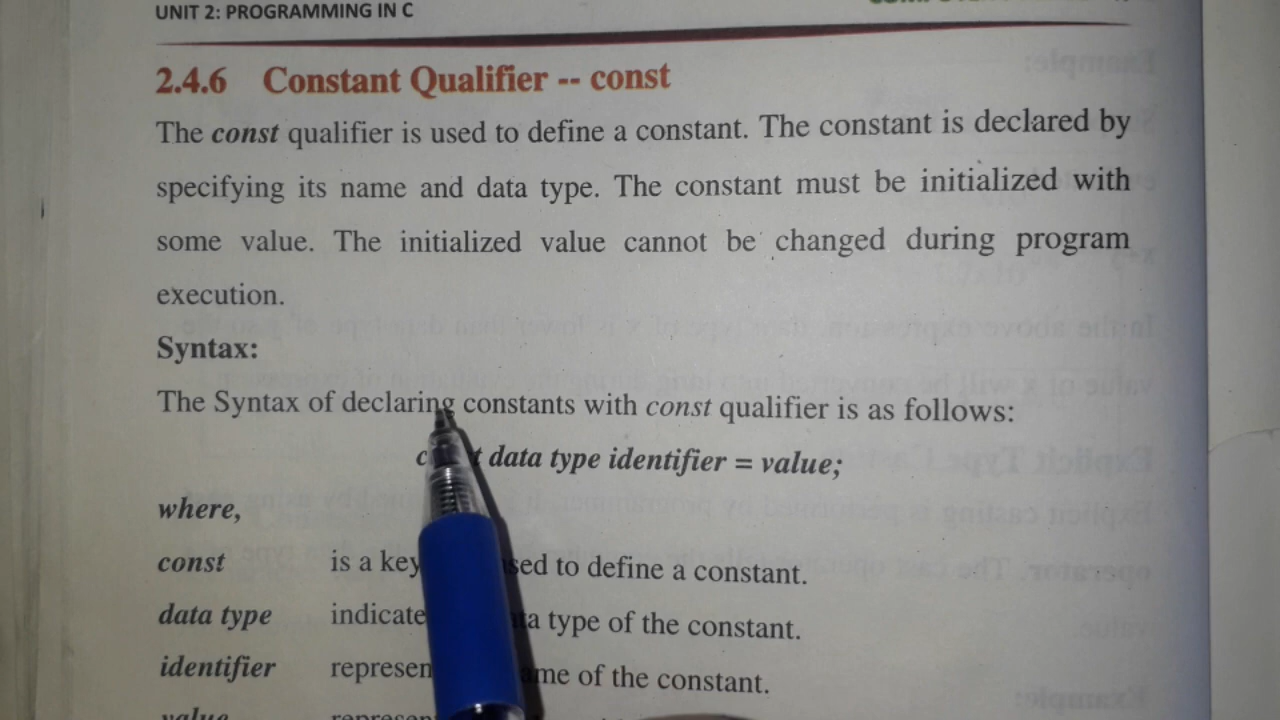 UNIT 2: PROGRAMMING IN C
2.4.6 Constant Qualifier -- const
The const qualifier is used to define a constant. The constant is declared by
specifying its name and data type. The constant must be initialized with
some value. The initialized value cannot be changed during program
execution.
Syntax:
The Syntax of declaring constants with const qualifier is as follows:
data type identifier = value;
where,
const is a key sed to define a constant.
data type indicate ta type of the constant.
identifier represen ame of the constant.
value represen